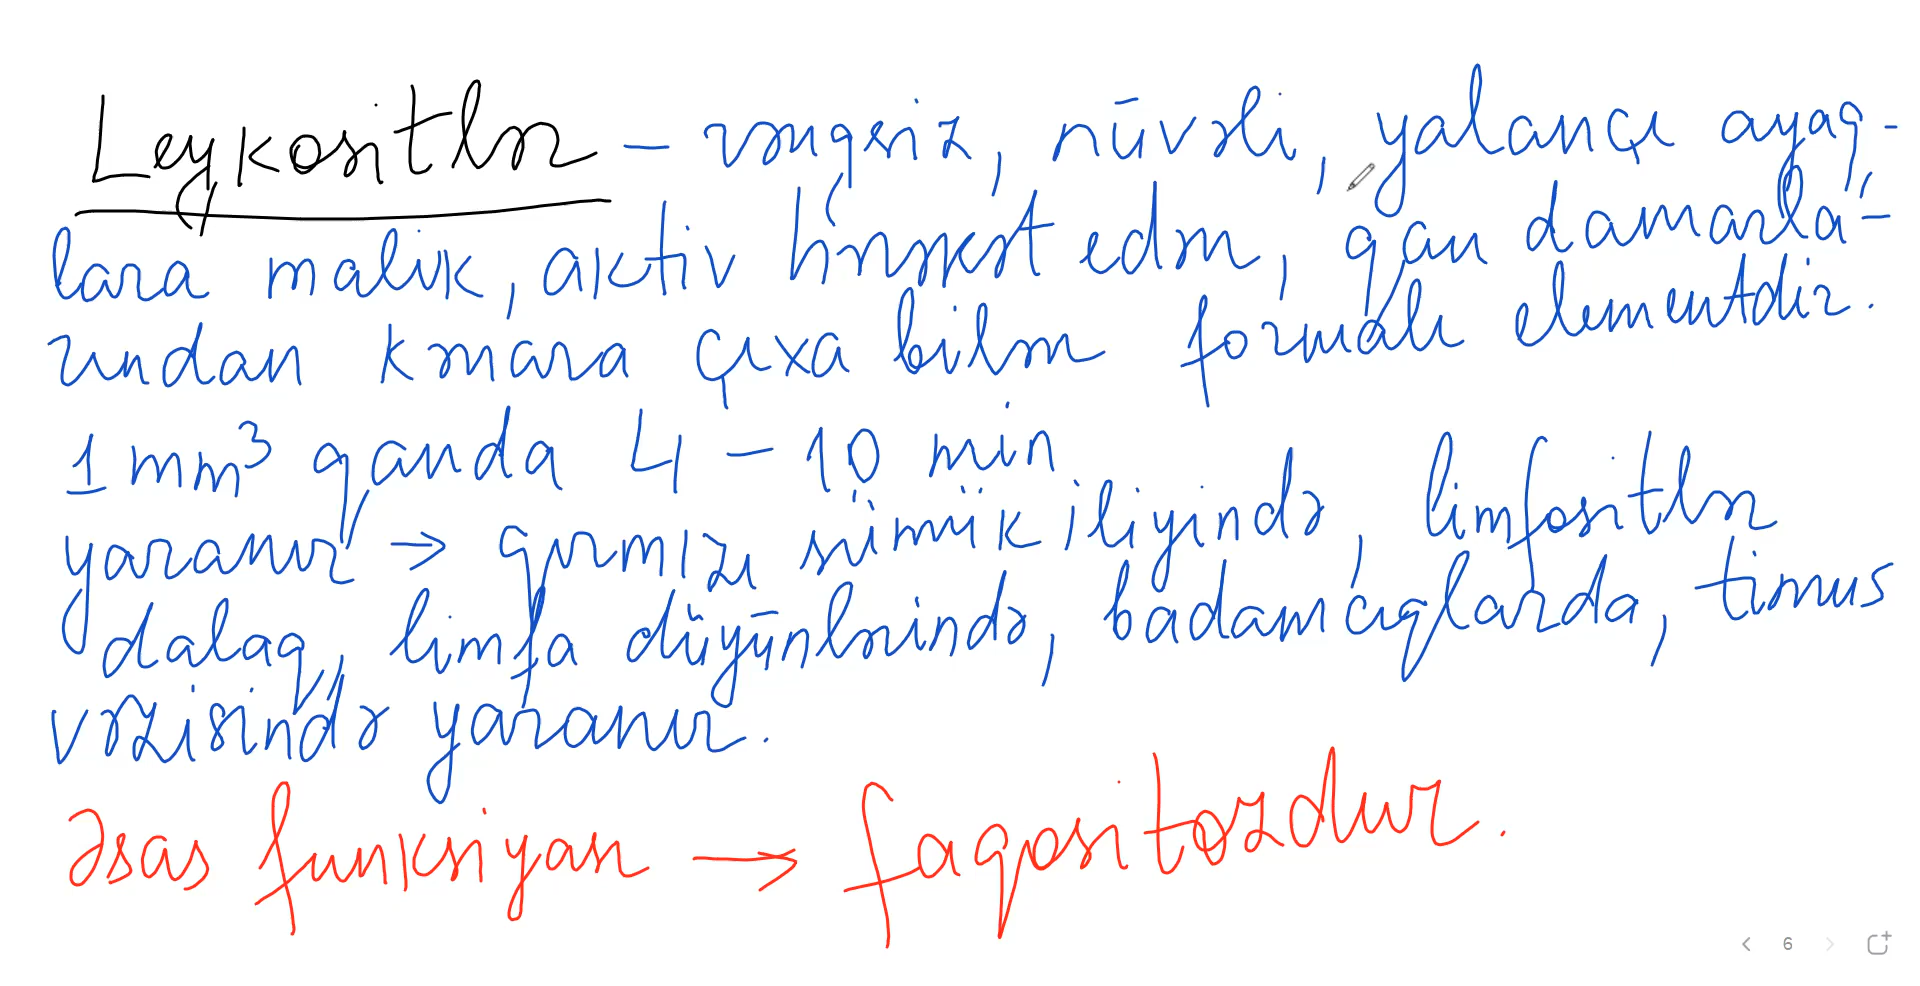 Leykositlər – rəngsiz, nüvəli, yalançı ayaq-
lara malik, aktiv hərəkət edən, qan damarla-
rından kənara çıxa bilən formalı elementdir.
1 mm³ qanda 4 – 10 min
yaranır → qırmızı sümük iliyində, limfositlər
dalaq, limfa düyünlərində, badamcıqlarda, timus
vəzisində yaranır.
Əsas funksiyası → faqositozdur.
6